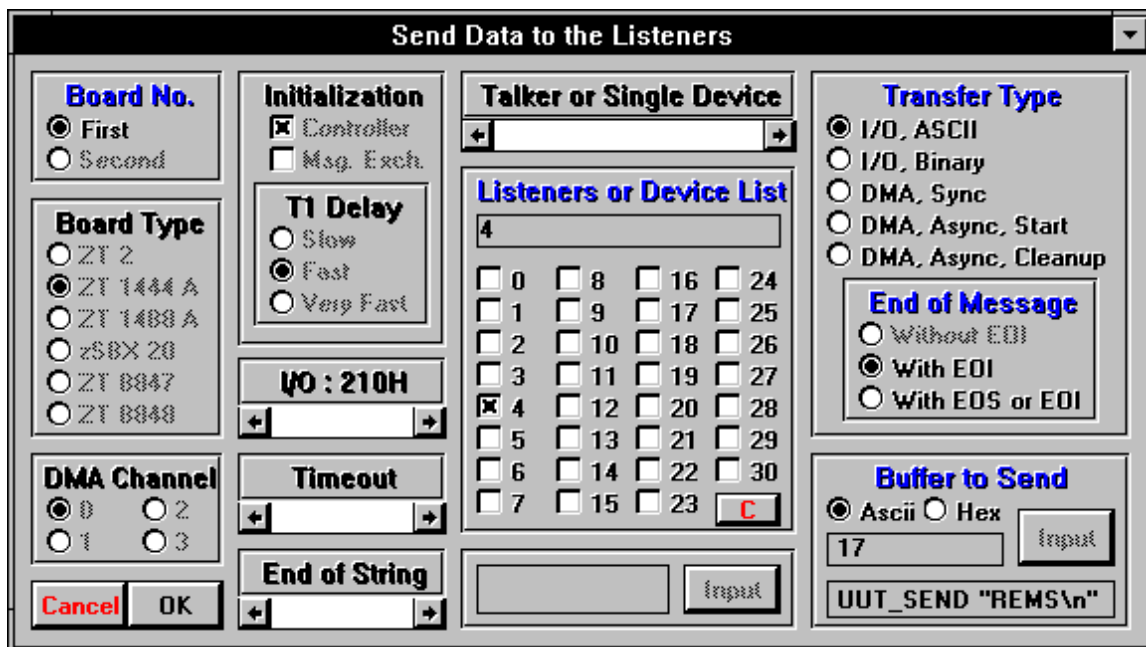 Send Data to the Listeners
Board No.
First
Second
Board Type
ZT 2
ZT 1444 A
ZT 1488 A
zSBX 20
ZT 8847
ZT 8848
DMA Channel
0 2
1 3
Cancel OK
Initialization
Controller
Msg. Exch.
T1 Delay
Slow
Fast
Very Fast
I/O : 210H
Timeout
End of String
Talker or Single Device
Listeners or Device List
4
0 8 16 24
1 9 17 25
2 10 18 26
3 11 19 27
4 12 20 28
5 13 21 29
6 14 22 30
7 15 23 C
Input
Transfer Type
I/O, ASCII
I/O, Binary
DMA, Sync
DMA, Async, Start
DMA, Async, Cleanup
End of Message
Without EOI
With EOI
With EOS or EOI
Buffer to Send
Ascii Hex
17 Input
UUT_SEND "REMS\n"